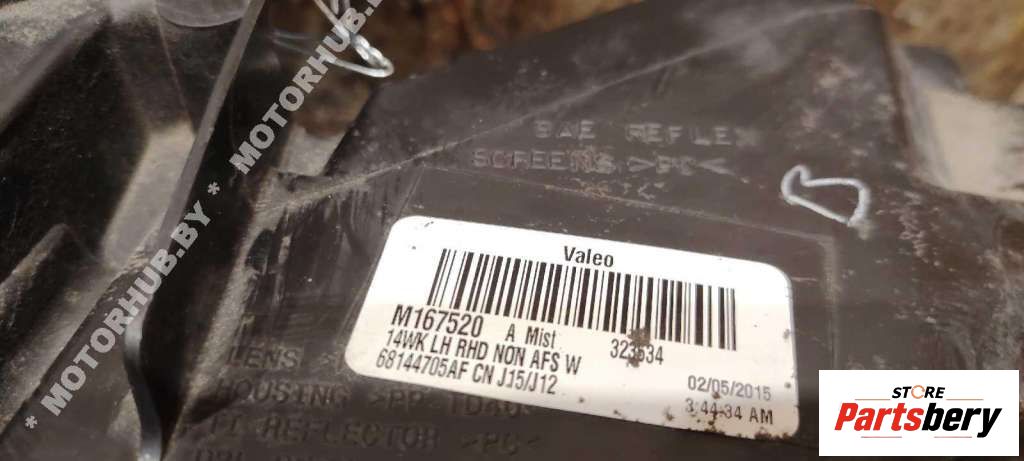 * MOTORHUB.BY * MOTORHUB.BY *
SAE REFLEX
SCREENS >PC<
Valeo
M167520 A Mist 323534
14WK LH RHD NON AFS W
68144705AF CN J15/J12
02/05/2015
3:44:34 AM
LENS
HOUSING >PP-TD40<
REFLECTOR >PC<
STORE
Partsbery